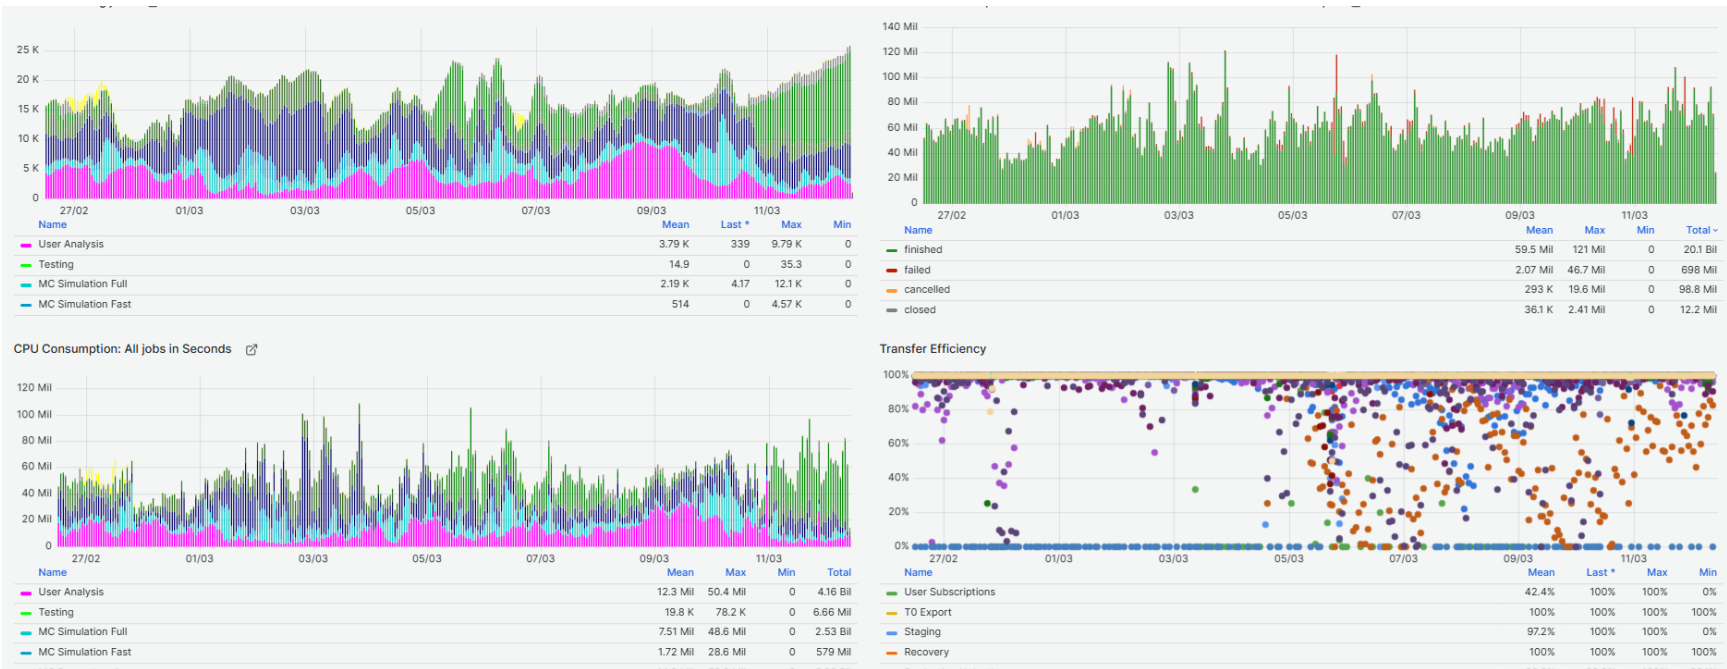 25 K
20 K
15 K
10 K
5 K
0
27/02 01/03 03/03 05/03 07/03 09/03 11/03
Name Mean Last * Max Min
User Analysis 3.79 K 339 9.79 K 0
Testing 14.9 0 35.3 0
MC Simulation Full 2.19 K 4.17 12.1 K 0
MC Simulation Fast 514 0 4.57 K 0
140 Mil
120 Mil
100 Mil
80 Mil
60 Mil
40 Mil
20 Mil
0
27/02 01/03 03/03 05/03 07/03 09/03 11/03
Name Mean Max Min Total
finished 59.5 Mil 121 Mil 0 20.1 Bil
failed 2.07 Mil 46.7 Mil 0 698 Mil
cancelled 293 K 19.6 Mil 0 98.8 Mil
closed 36.1 K 2.41 Mil 0 12.2 Mil
CPU Consumption: All jobs in Seconds
120 Mil
100 Mil
80 Mil
60 Mil
40 Mil
20 Mil
0
27/02 01/03 03/03 05/03 07/03 09/03 11/03
Name Mean Max Min Total
User Analysis 12.3 Mil 50.4 Mil 0 4.16 Bil
Testing 19.8 K 78.2 K 0 6.66 Mil
MC Simulation Full 7.51 Mil 48.6 Mil 0 2.53 Bil
MC Simulation Fast 1.72 Mil 28.6 Mil 0 579 Mil
Transfer Efficiency
100%
80%
60%
40%
20%
0%
27/02 01/03 03/03 05/03 07/03 09/03 11/03
Name Mean Last * Max Min
User Subscriptions 42.4% 100% 100% 0%
T0 Export 100% 100% 100% 100%
Staging 97.2% 100% 100% 0%
Recovery 100% 100% 100% 100%